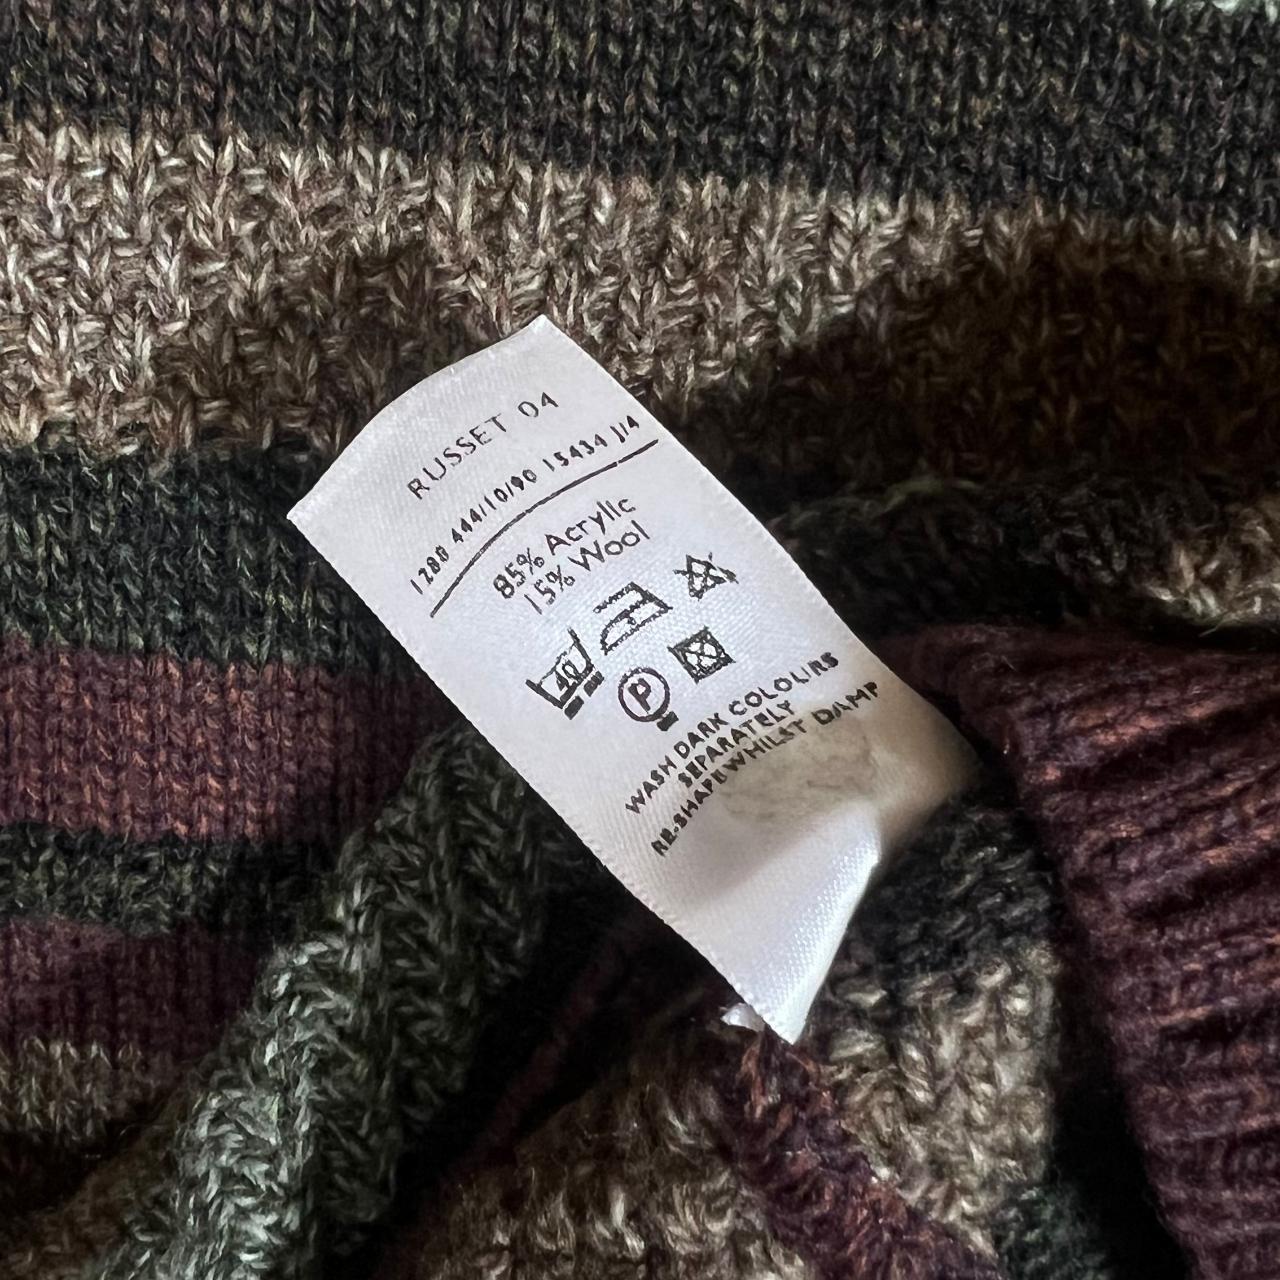 RUSSET 04
1288 444/10/90 15434 J/4
85% Acrylic
15% Wool
40
P
WASH DARK COLOURS
SEPARATELY
RE-SHAPE WHILST DAMP